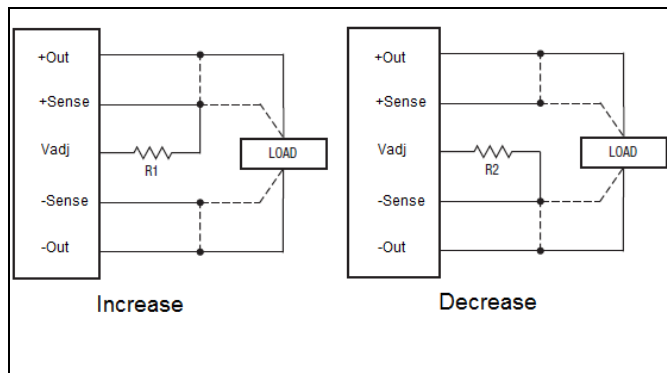 +Out
+Sense
Vadj
R1
LOAD
-Sense
-Out
Increase
+Out
+Sense
Vadj
R2
LOAD
-Sense
-Out
Decrease